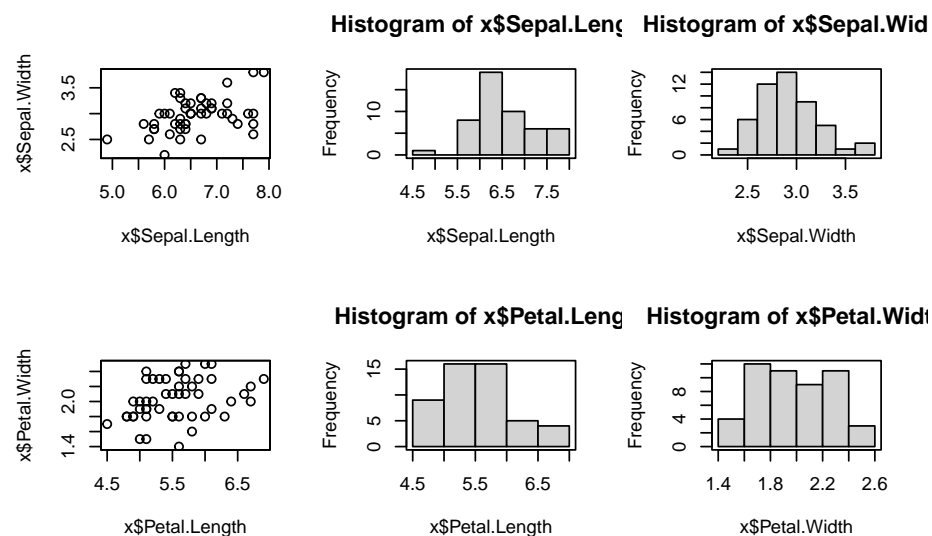 Histogram of x$Sepal.Leng
Histogram of x$Sepal.Wid
x$Sepal.Width
2.5 3.5
5.0 6.0 7.0 8.0
x$Sepal.Length
Frequency
0 10
4.5 5.5 6.5 7.5
x$Sepal.Length
Frequency
0 6 12
2.5 3.0 3.5
x$Sepal.Width
Histogram of x$Petal.Leng
Histogram of x$Petal.Widt
x$Petal.Width
1.4 2.0
4.5 5.5 6.5
x$Petal.Length
Frequency
0 5 15
4.5 5.5 6.5
x$Petal.Length
Frequency
0 4 8
1.4 1.8 2.2 2.6
x$Petal.Width